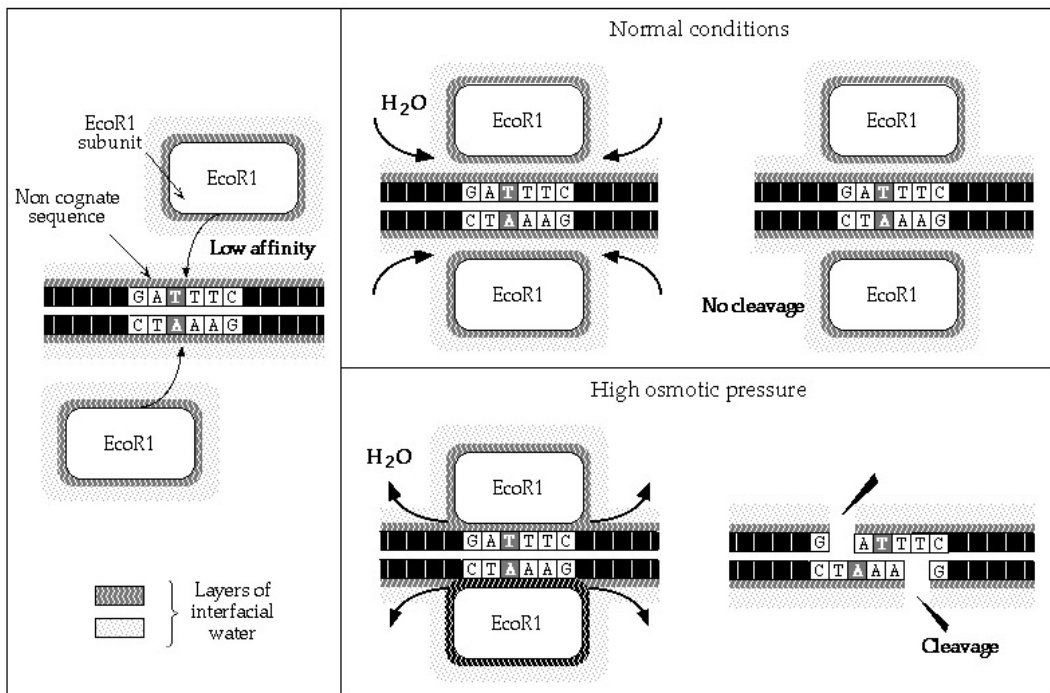 EcoR1
subunit
EcoR1
Non cognate
sequence
Low affinity
G A T T T C
C T A A A G
EcoR1
Layers of
interfacial
water
Normal conditions
H2O
EcoR1
EcoR1
G A T T T C
G A T T T C
C T A A A G
C T A A A G
EcoR1
No cleavage
EcoR1
High osmotic pressure
H2O
EcoR1
G A T T T C
G A T T T C
C T A A A G
C T A A A G
EcoR1
Cleavage